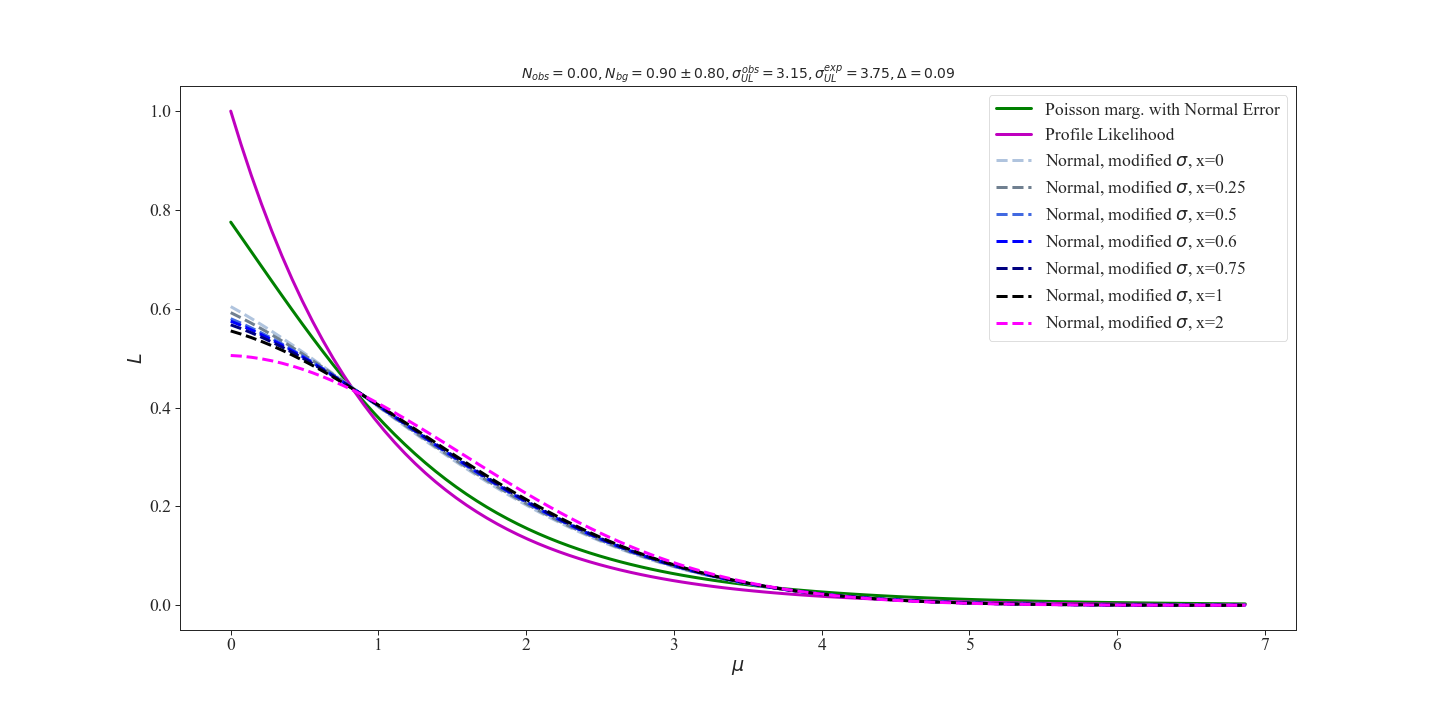 N_obs = 0.00, N_bg = 0.90 ± 0.80, σ_UL^obs = 3.15, σ_UL^exp = 3.75, Δ = 0.09
Poisson marg. with Normal Error
Profile Likelihood
Normal, modified σ, x=0
Normal, modified σ, x=0.25
Normal, modified σ, x=0.5
Normal, modified σ, x=0.6
Normal, modified σ, x=0.75
Normal, modified σ, x=1
Normal, modified σ, x=2
1.0
0.8
0.6
0.4
0.2
0.0
L
0 1 2 3 4 5 6 7
μ